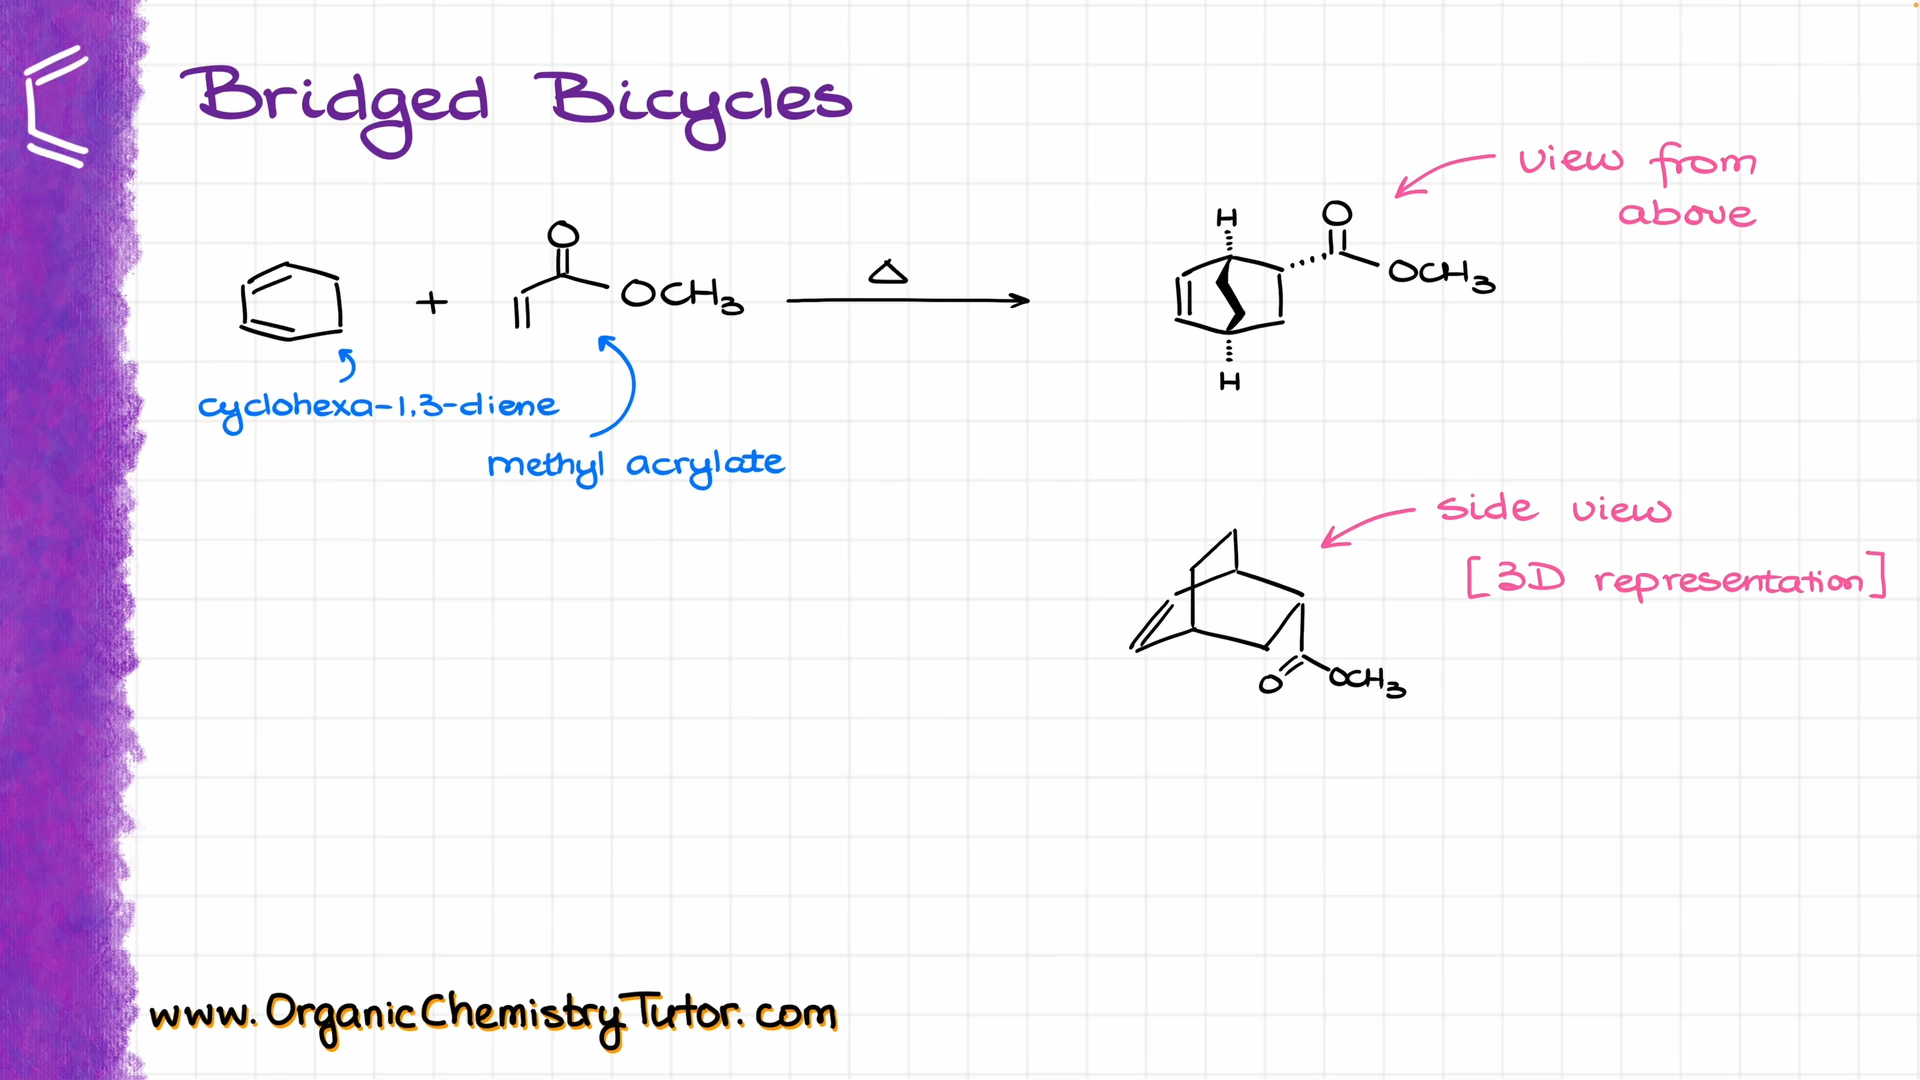 Bridged Bicycles
view from
above
H
O
OCH3
H
O
OCH3
+
Δ
cyclohexa-1,3-diene
methyl acrylate
side view
[3D representation]
O
OCH3
www.OrganicChemistryTutor.com